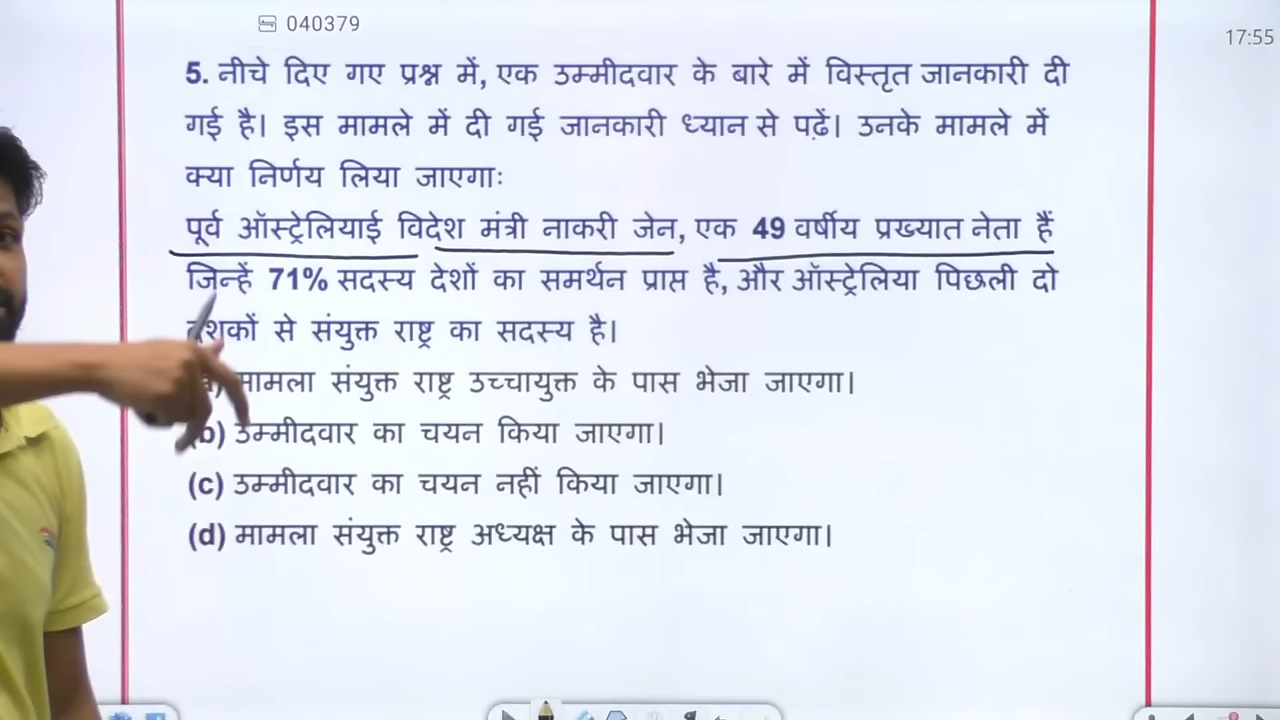 040379
17:55
5. नीचे दिए गए प्रश्न में, एक उम्मीदवार के बारे में विस्तृत जानकारी दी
गई है। इस मामले में दी गई जानकारी ध्यान से पढ़ें। उनके मामले में
क्या निर्णय लिया जाएगाः
पूर्व ऑस्ट्रेलियाई विदेश मंत्री नाकरी जेन, एक 49 वर्षीय प्रख्यात नेता हैं
जिन्हें 71% सदस्य देशों का समर्थन प्राप्त है, और ऑस्ट्रेलिया पिछली दो
दशकों से संयुक्त राष्ट्र का सदस्य है।
मामला संयुक्त राष्ट्र उच्चायुक्त के पास भेजा जाएगा।
(b) उम्मीदवार का चयन किया जाएगा।
(c) उम्मीदवार का चयन नहीं किया जाएगा।
(d) मामला संयुक्त राष्ट्र अध्यक्ष के पास भेजा जाएगा।